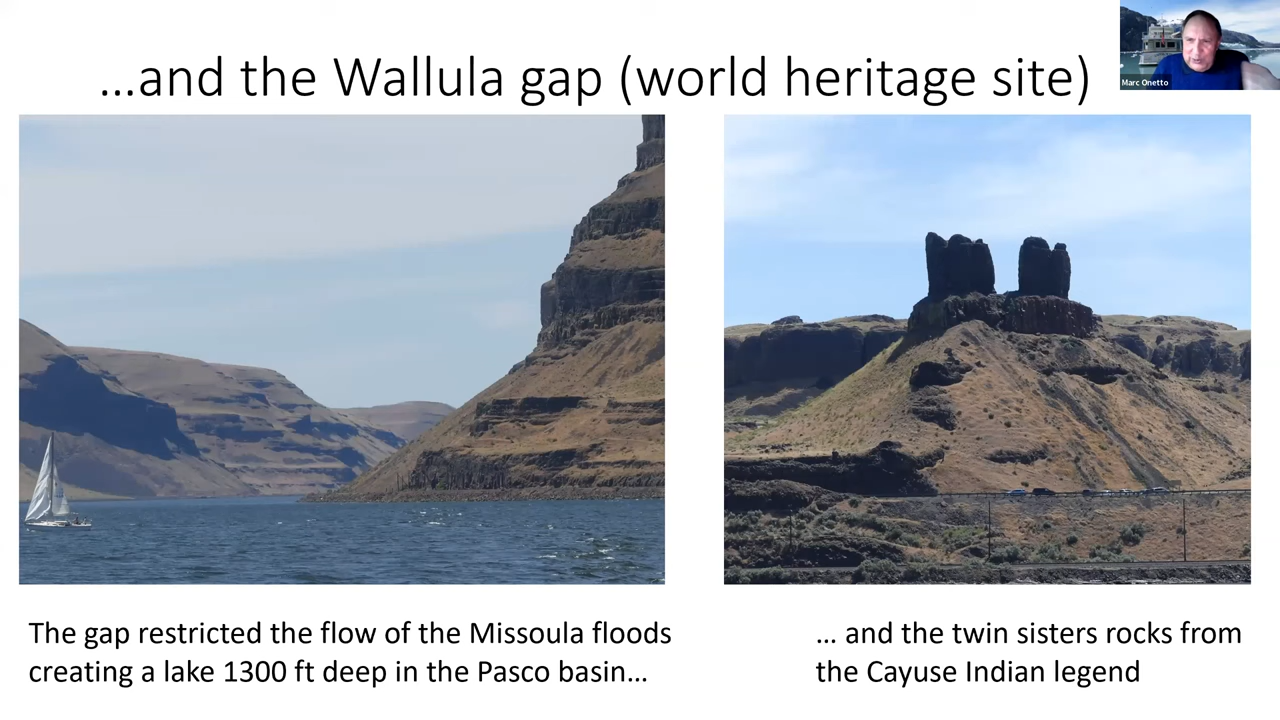 ...and the Wallula gap (world heritage site)
Marc Onetto
The gap restricted the flow of the Missoula floods
creating a lake 1300 ft deep in the Pasco basin...
... and the twin sisters rocks from
the Cayuse Indian legend